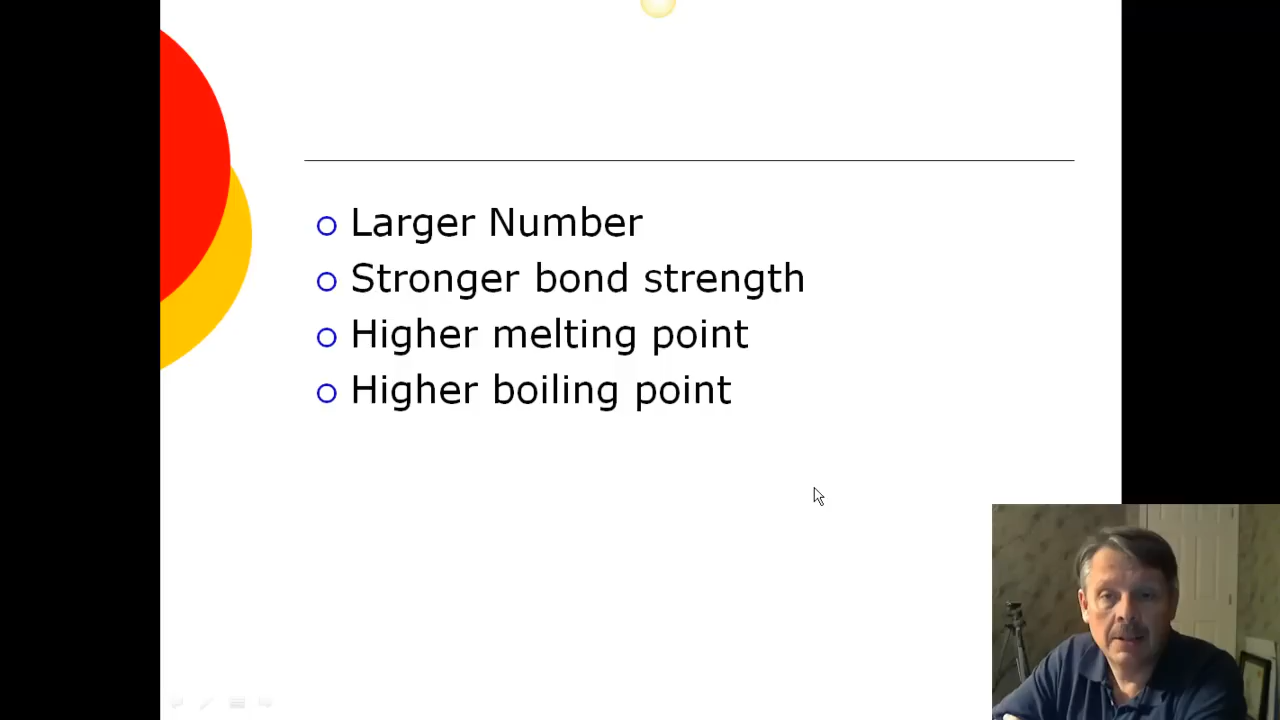 Larger Number
Stronger bond strength
Higher melting point
Higher boiling point